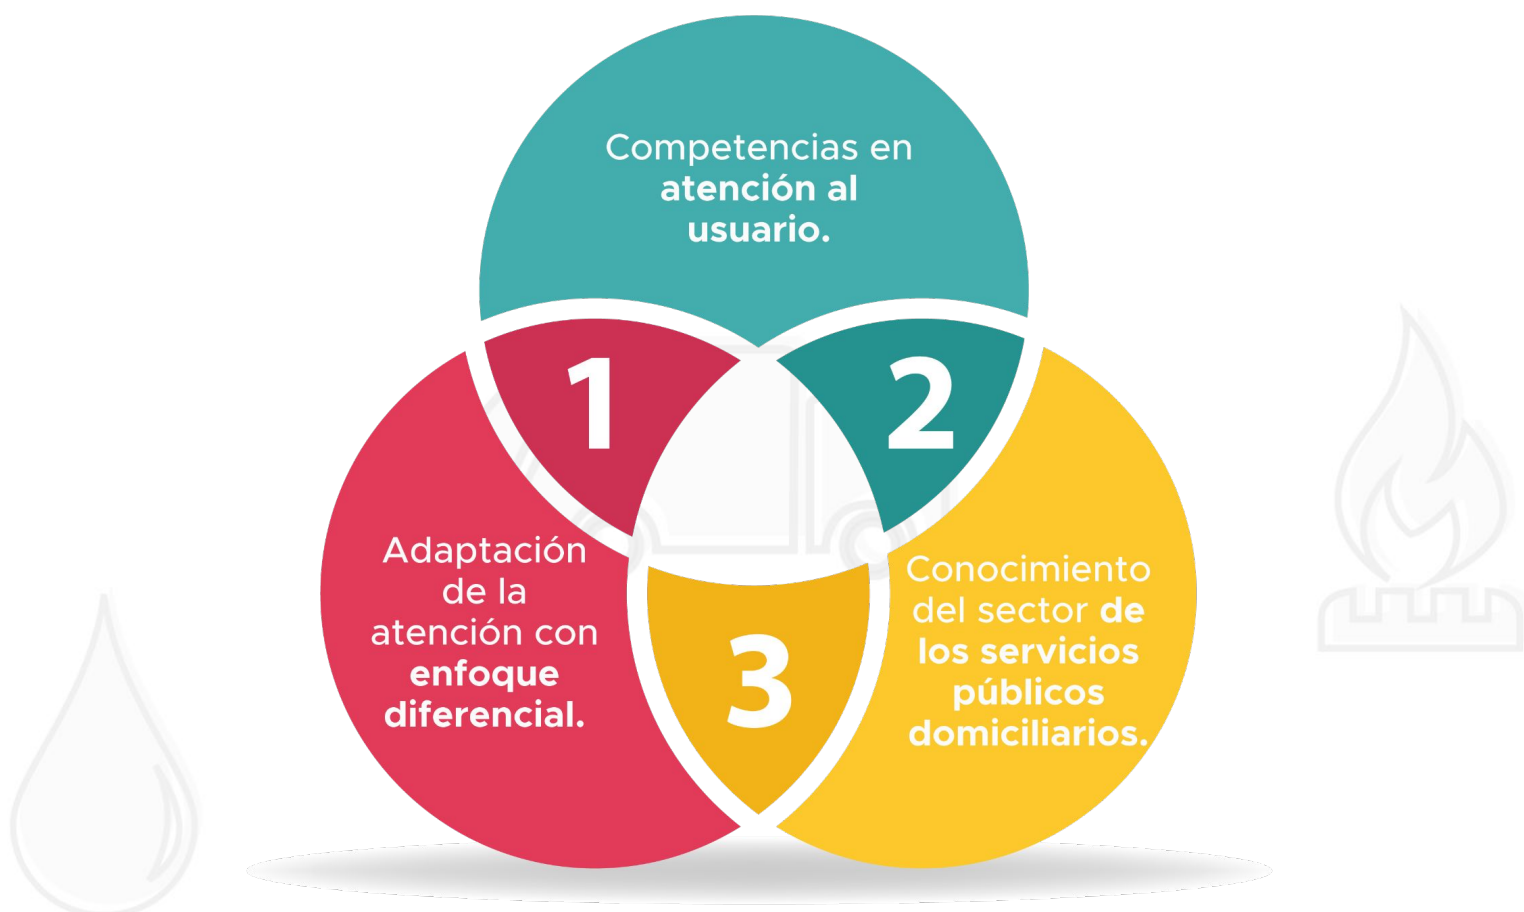 Competencias en
atención al
usuario.
1
2
Adaptación
de la
atención con
enfoque
diferencial.
Conocimiento
del sector de
los servicios
públicos
domiciliarios.
3